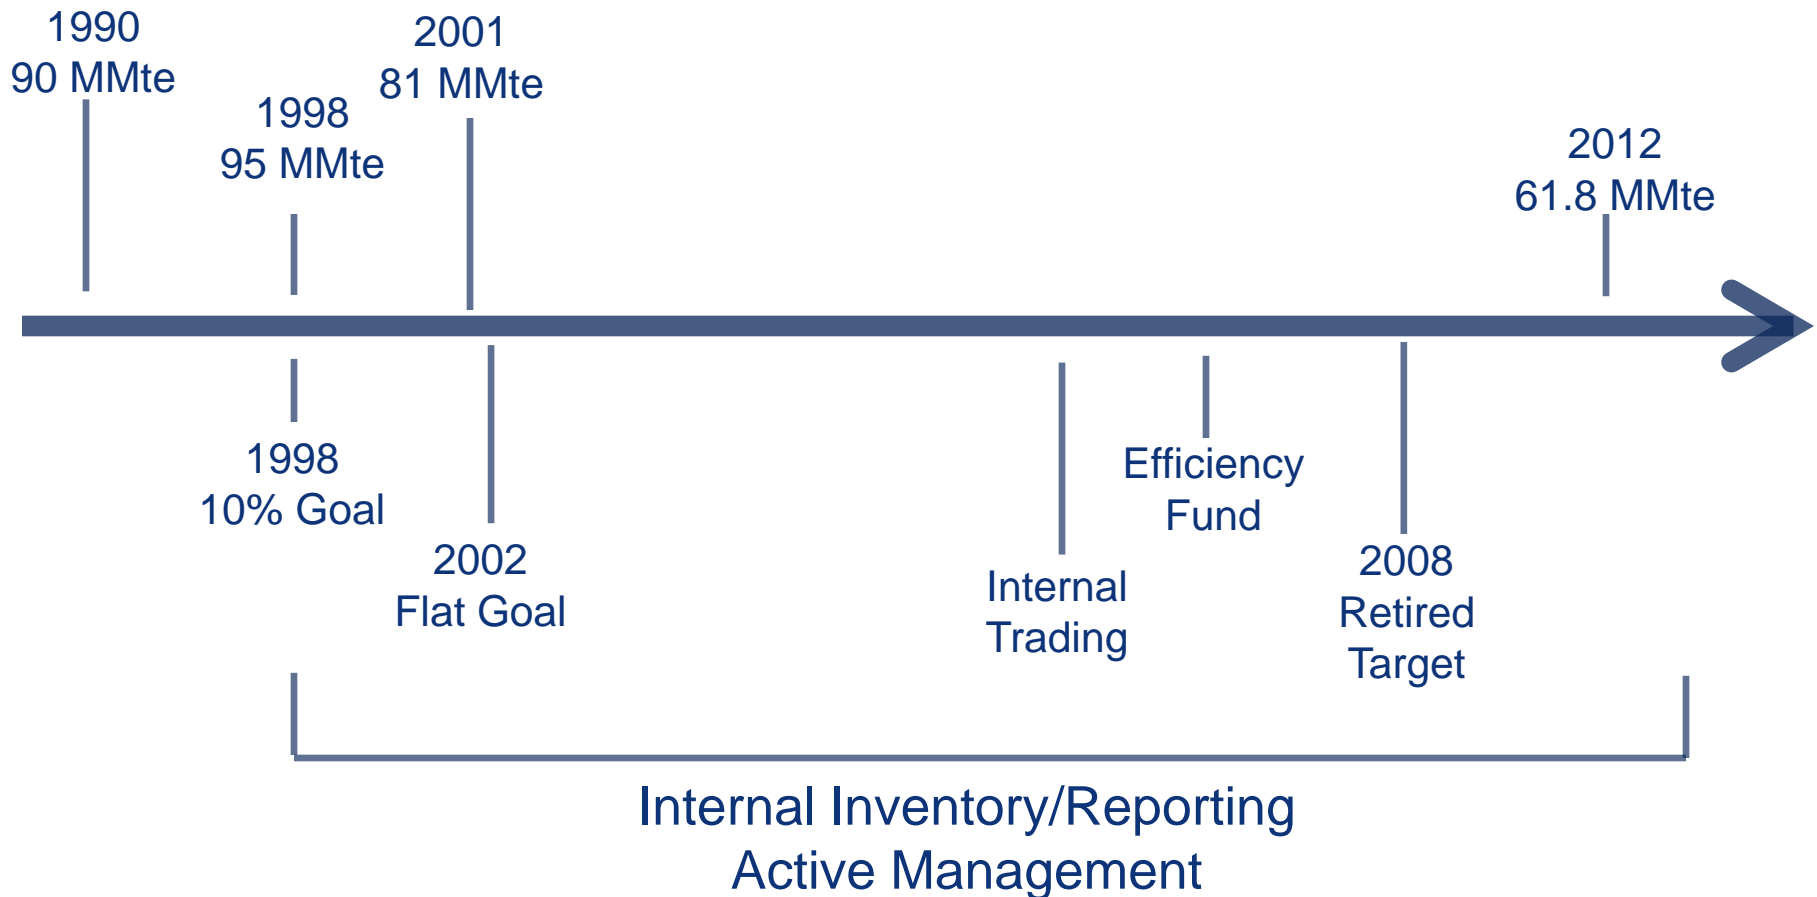 1990
90 MMte
1998
95 MMte
2001
81 MMte
2012
61.8 MMte
1998
10% Goal
2002
Flat Goal
Internal
Trading
Efficiency
Fund
2008
Retired
Target
Internal Inventory/Reporting
Active Management